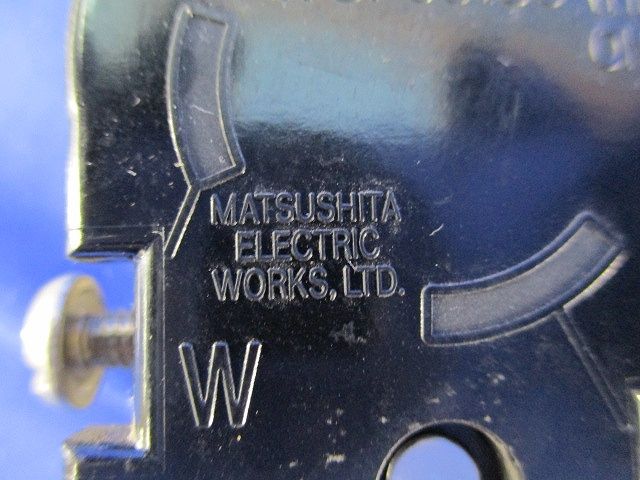 MATSUSHITA
ELECTRIC
WORKS, LTD.
W